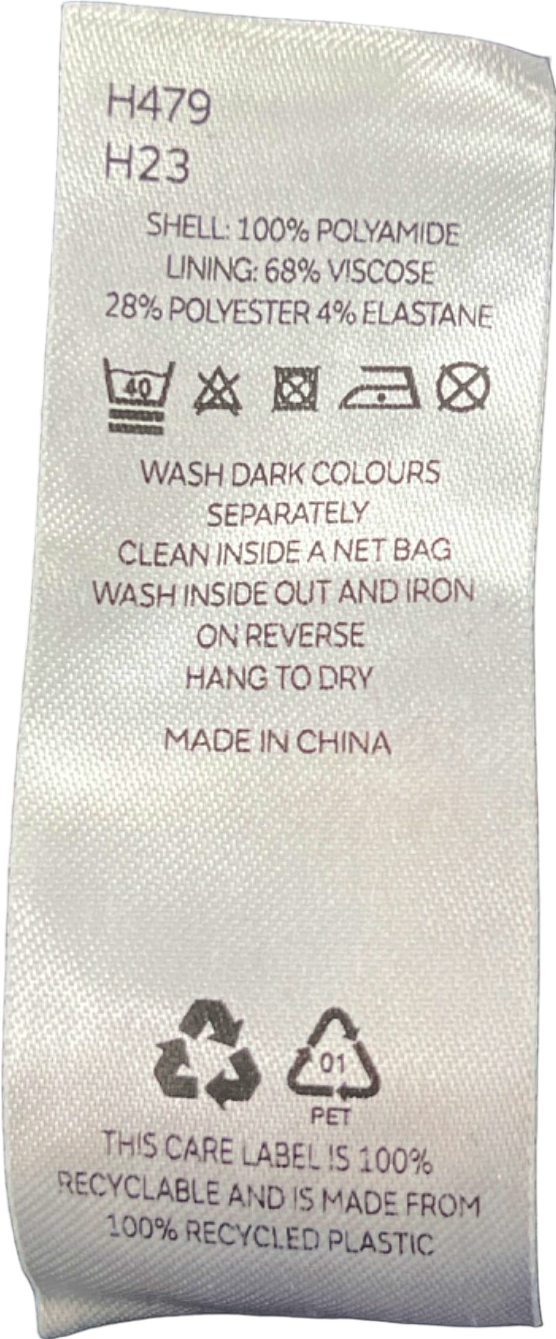 H479
H23
SHELL: 100% POLYAMIDE
LINING: 68% VISCOSE
28% POLYESTER 4% ELASTANE
40
WASH DARK COLOURS
SEPARATELY
CLEAN INSIDE A NET BAG
WASH INSIDE OUT AND IRON
ON REVERSE
HANG TO DRY
MADE IN CHINA
01
PET
THIS CARE LABEL IS 100%
RECYCLABLE AND IS MADE FROM
100% RECYCLED PLASTIC